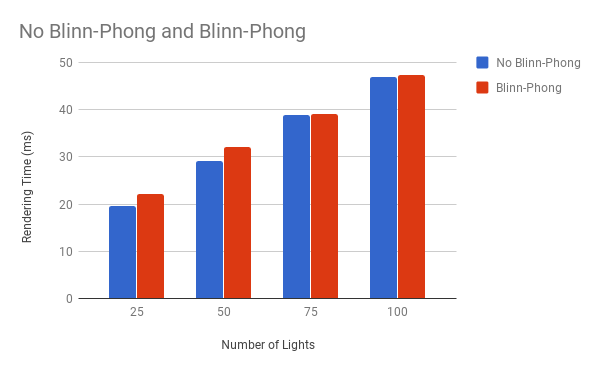 No Blinn-Phong and Blinn-Phong
No Blinn-Phong
Blinn-Phong
Rendering Time (ms)
50
40
30
20
10
0
25 50 75 100
Number of Lights